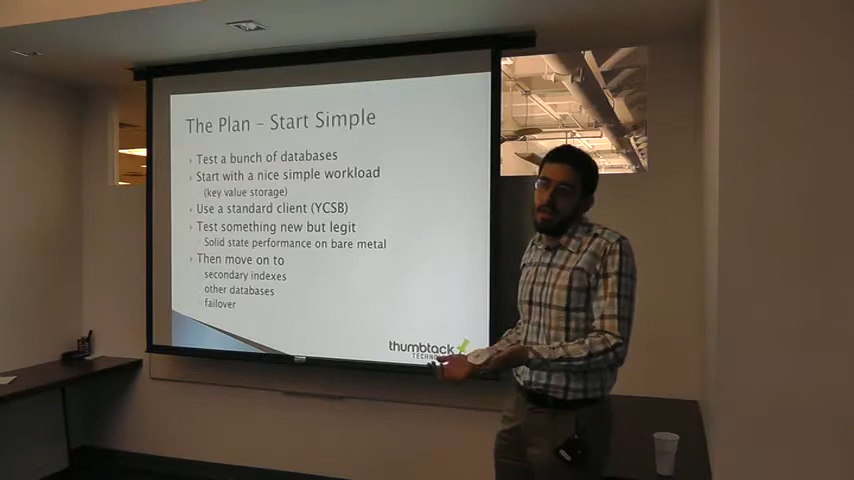 The Plan – Start Simple
Test a bunch of databases
Start with a nice simple workload
(key value storage)
Use a standard client (YCSB)
Test something new but legit
Solid state performance on bare metal
Then move on to
secondary indexes
other databases
failover
thumbtack